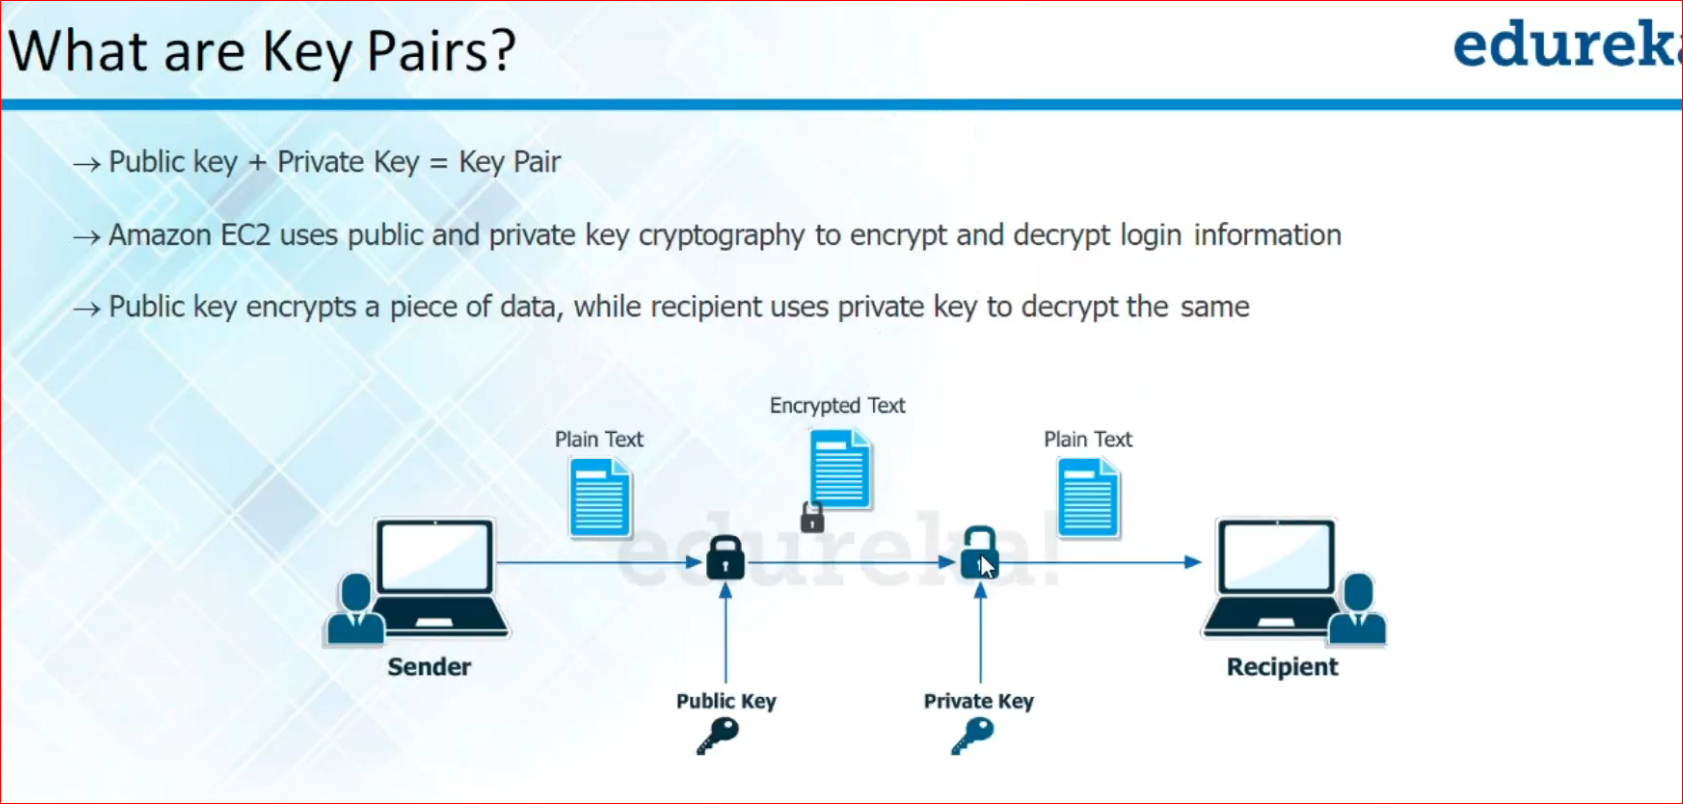 What are Key Pairs?
edureka
→ Public key + Private Key = Key Pair
→ Amazon EC2 uses public and private key cryptography to encrypt and decrypt login information
→ Public key encrypts a piece of data, while recipient uses private key to decrypt the same
Encrypted Text
Plain Text
Plain Text
edureka!
Sender
Recipient
Public Key
Private Key